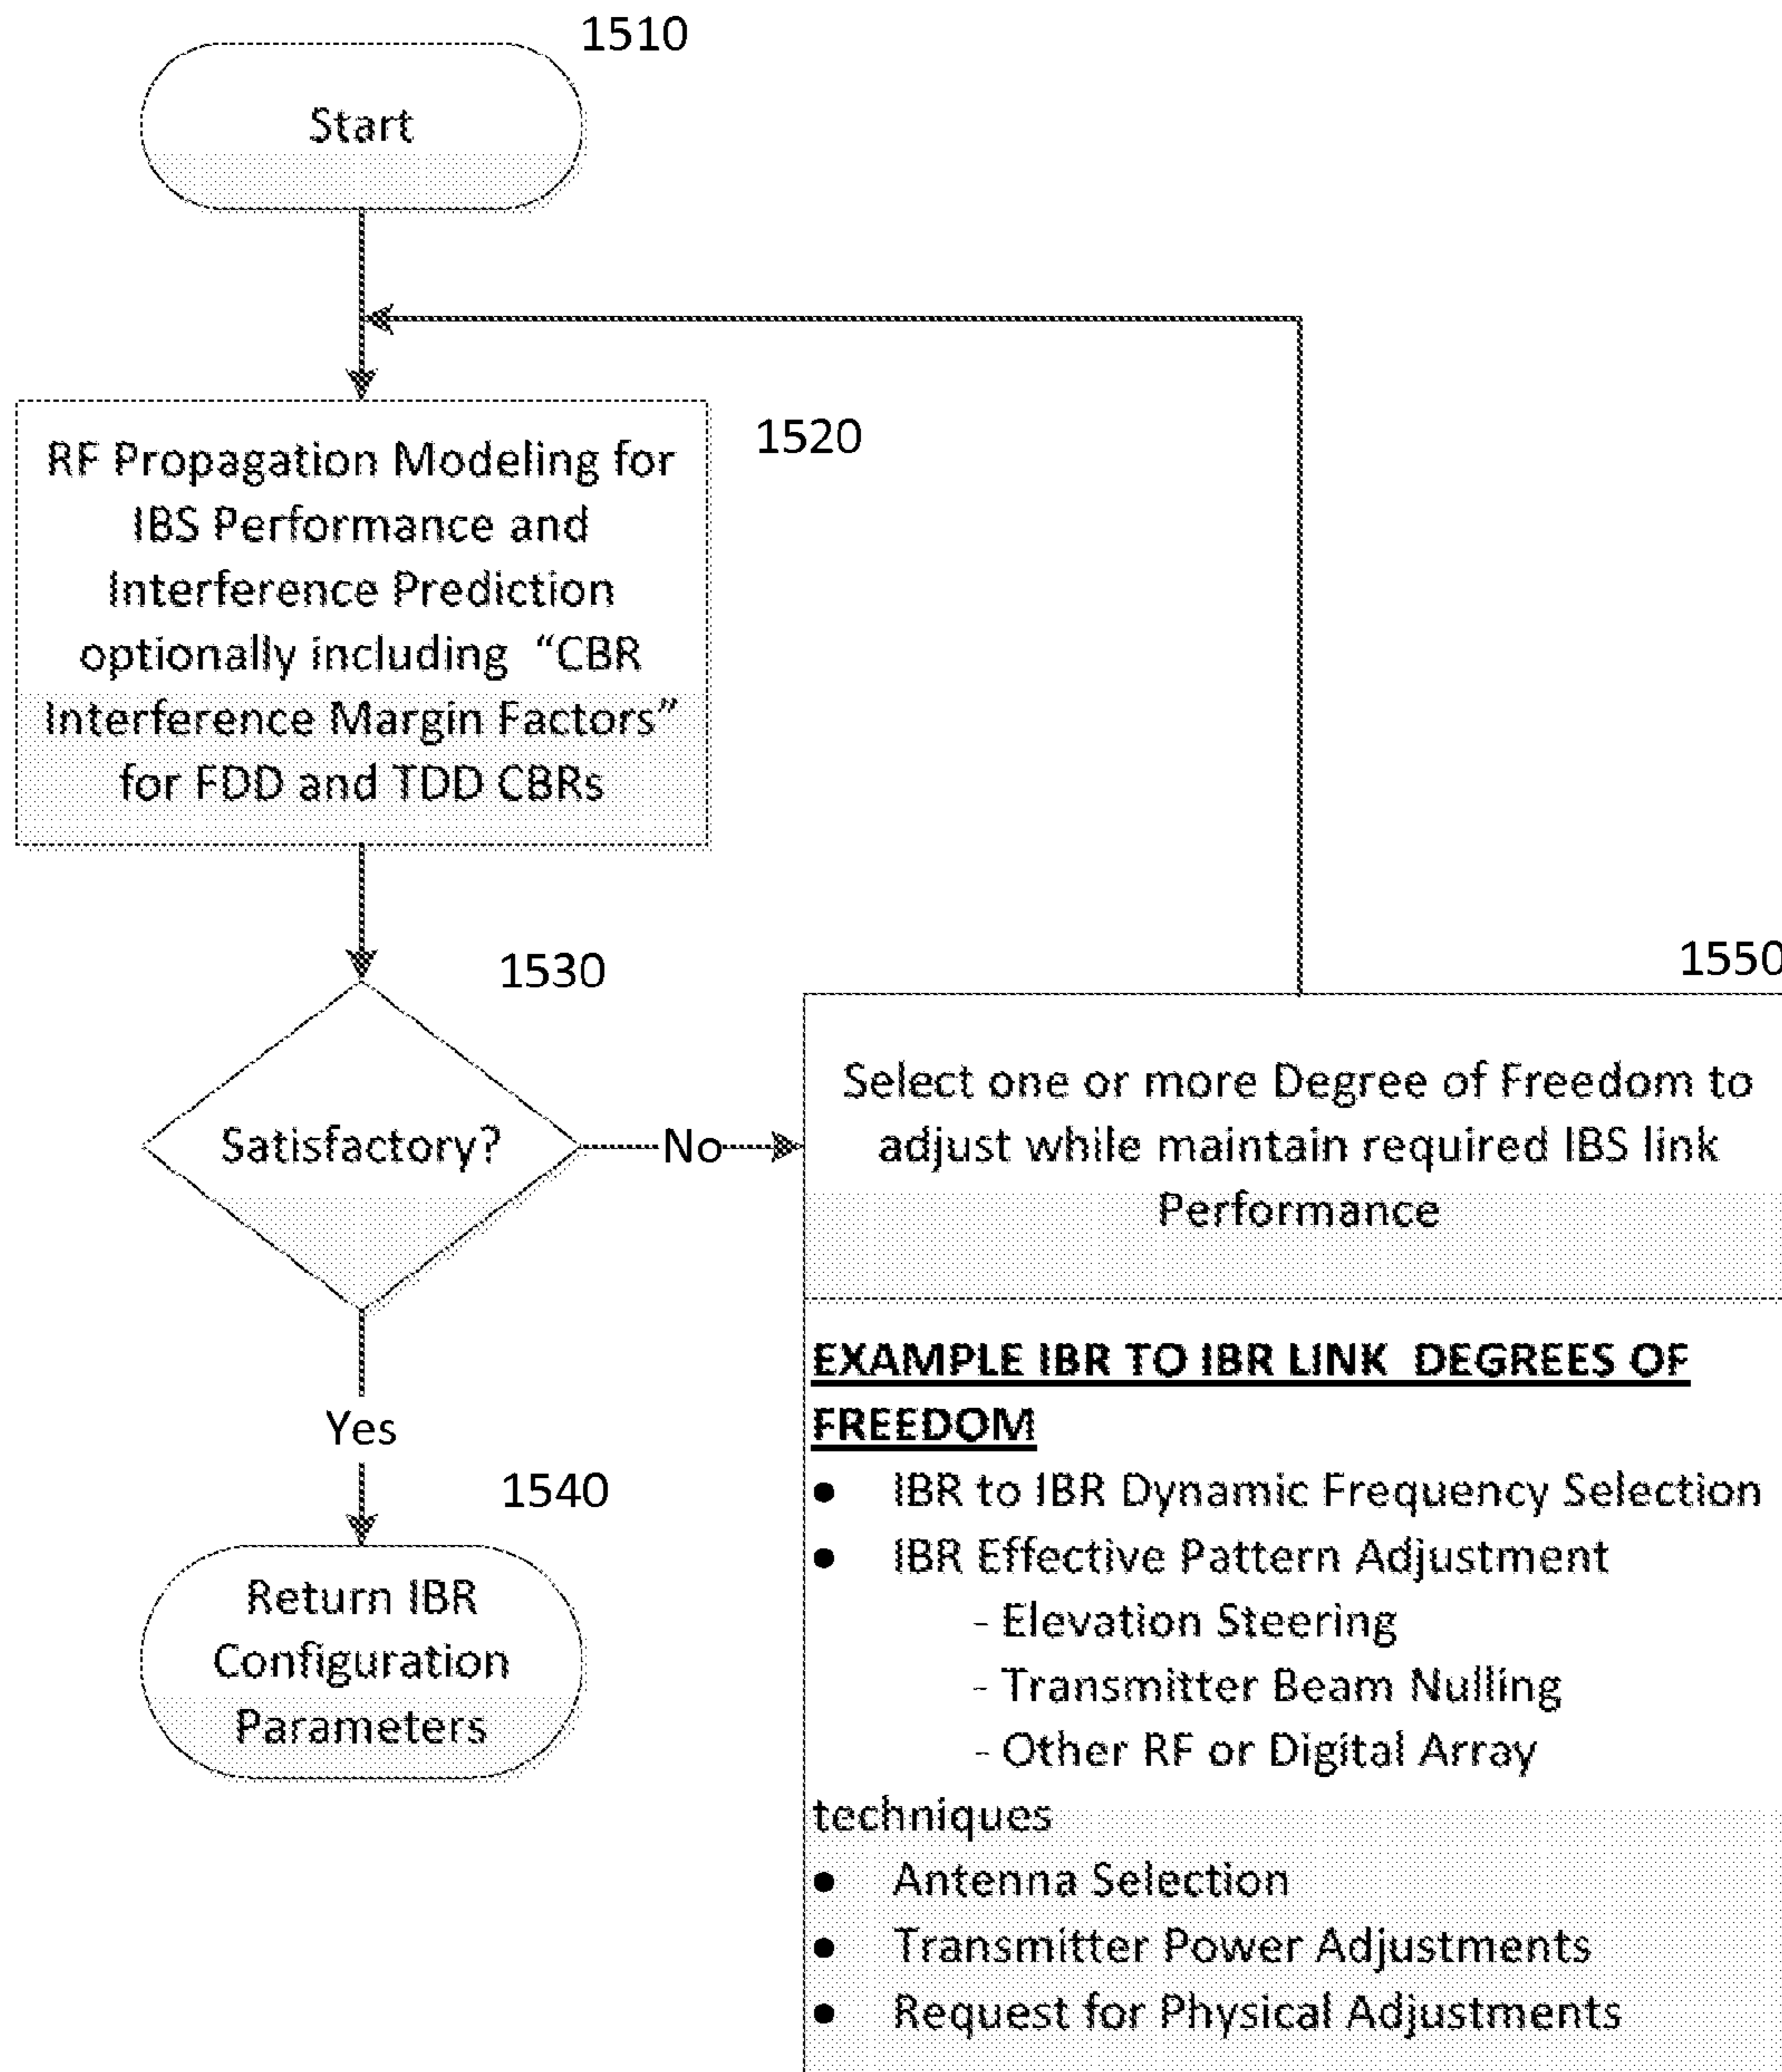 1510
Start
1520
RF Propagation Modeling for
IBS Performance and
Interference Prediction
optionally including “CBR
Interference Margin Factors”
for FDD and TDD CBRs
1530
Satisfactory?
No
Yes
1540
Return IBR
Configuration
Parameters
1550
Select one or more Degree of Freedom to
adjust while maintain required IBS link
Performance
EXAMPLE IBR TO IBR LINK DEGREES OF
FREEDOM
• IBR to IBR Dynamic Frequency Selection
• IBR Effective Pattern Adjustment
- Elevation Steering
- Transmitter Beam Nulling
- Other RF or Digital Array
techniques
• Antenna Selection
• Transmitter Power Adjustments
• Request for Physical Adjustments